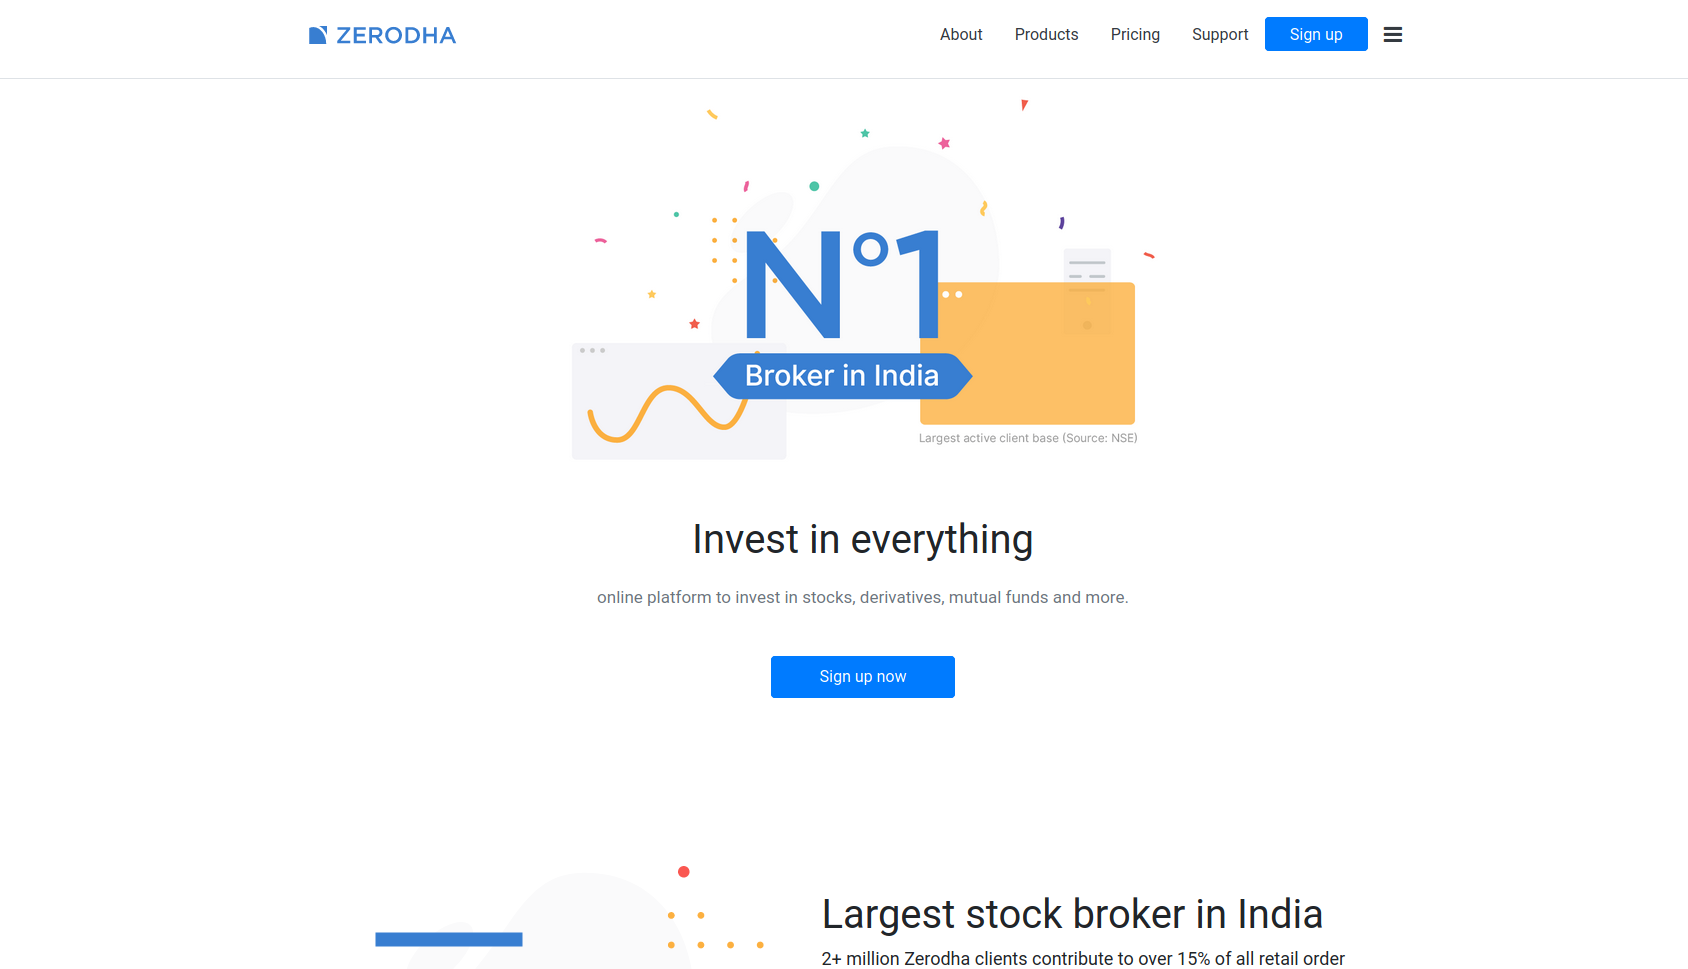 ZERODHA
About Products Pricing Support Sign up
N°1
Broker in India
Largest active client base (Source: NSE)
Invest in everything
online platform to invest in stocks, derivatives, mutual funds and more.
Sign up now
Largest stock broker in India
2+ million Zerodha clients contribute to over 15% of all retail order